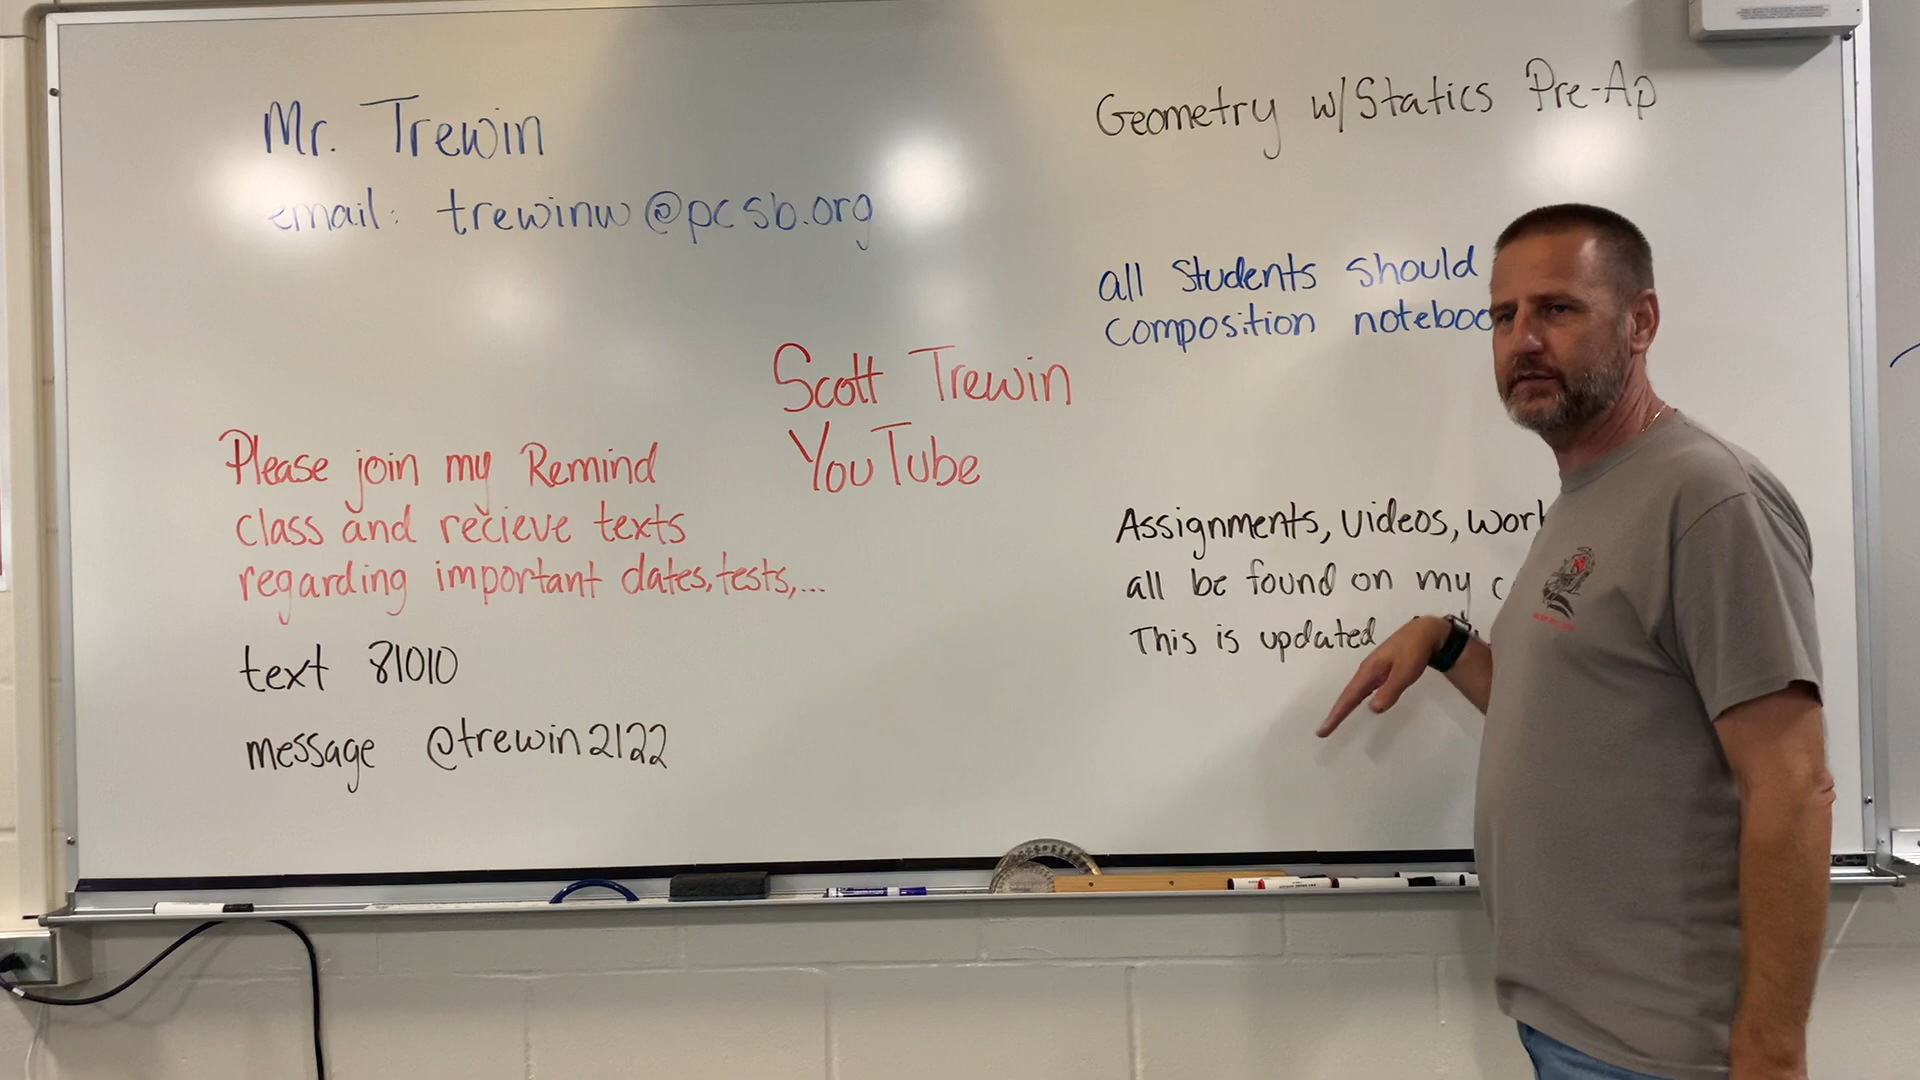 Mr. Trewin
email: trewinw@pcsb.org
Geometry w/Statics Pre-Ap
all students should
composition
Scott Trewin
YouTube
Please join my Remind
class and recieve texts
regarding important dates, tests,...
text 81010
message @trewin2122
Assignments, videos,
all be found on my
This is updated